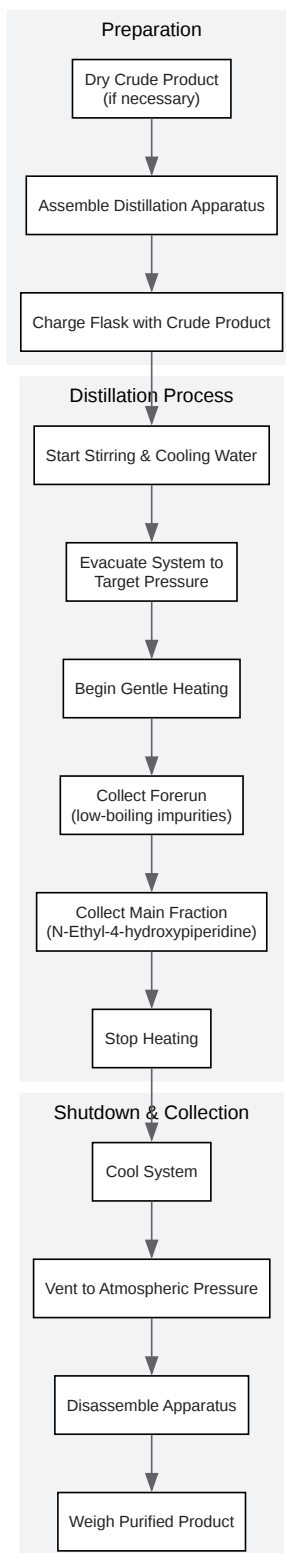 Preparation
Dry Crude Product
(if necessary)
Assemble Distillation Apparatus
Charge Flask with Crude Product
Distillation Process
Start Stirring & Cooling Water
Evacuate System to
Target Pressure
Begin Gentle Heating
Collect Forerun
(low-boiling impurities)
Collect Main Fraction
(N-Ethyl-4-hydroxypiperidine)
Stop Heating
Shutdown & Collection
Cool System
Vent to Atmospheric Pressure
Disassemble Apparatus
Weigh Purified Product